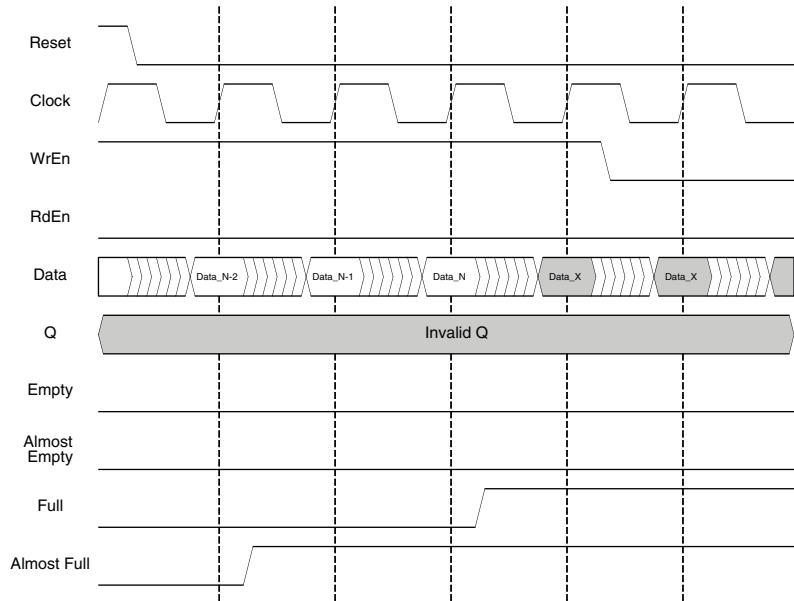 Reset
Clock
WrEn
RdEn
Data
Data_N-2
Data_N-1
Data_N
Data_X
Data_X
Q
Invalid Q
Empty
Almost
Empty
Full
Almost Full